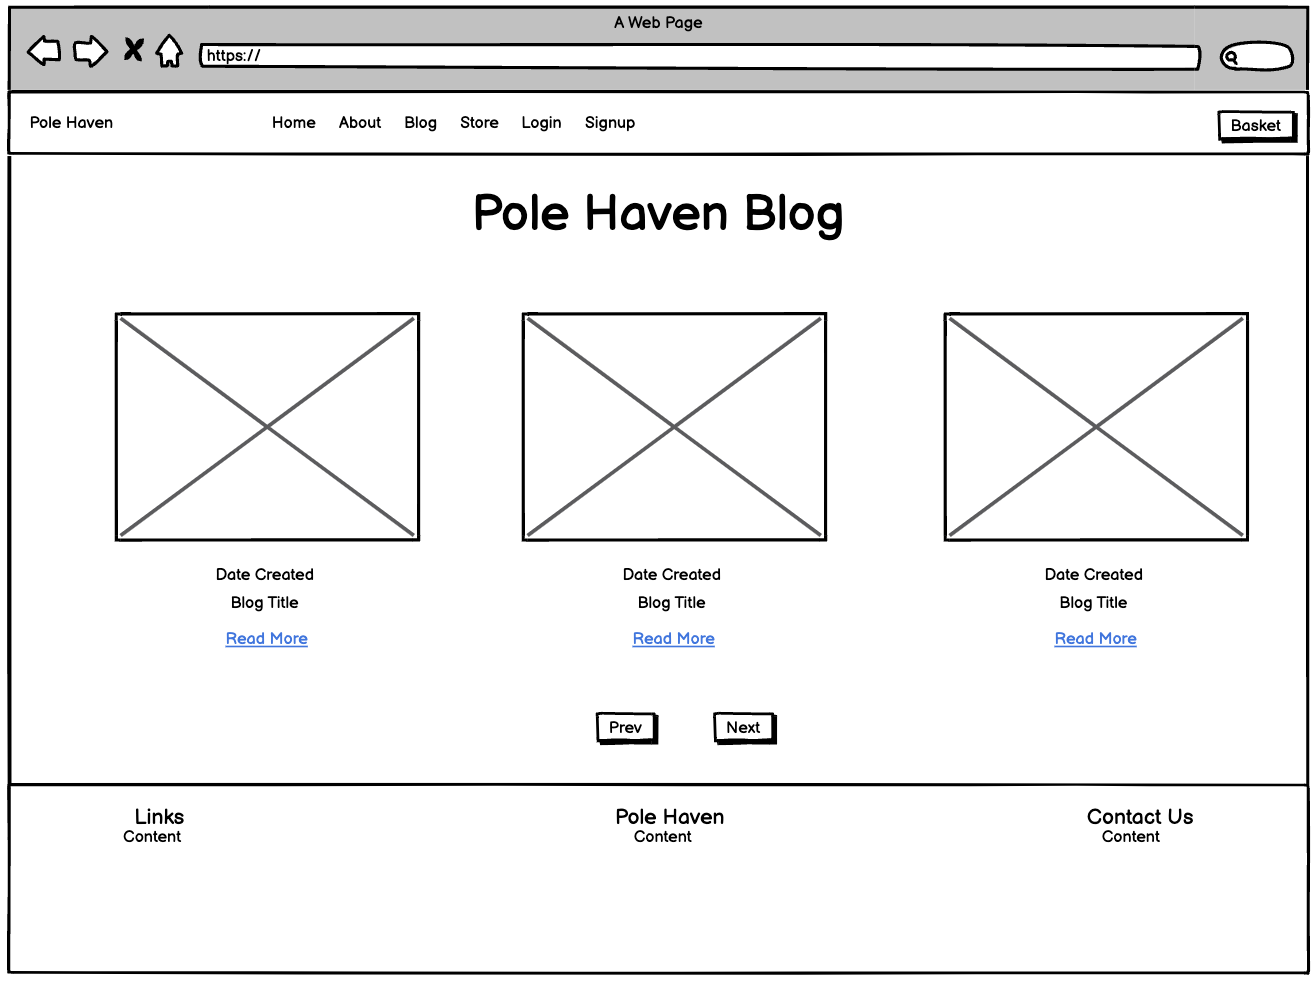 A Web Page
https://
Pole Haven Home About Blog Store Login Signup Basket
Pole Haven Blog
Date Created Date Created Date Created
Blog Title Blog Title Blog Title
Read More Read More Read More
Prev Next
Links Pole Haven Contact Us
Content Content Content